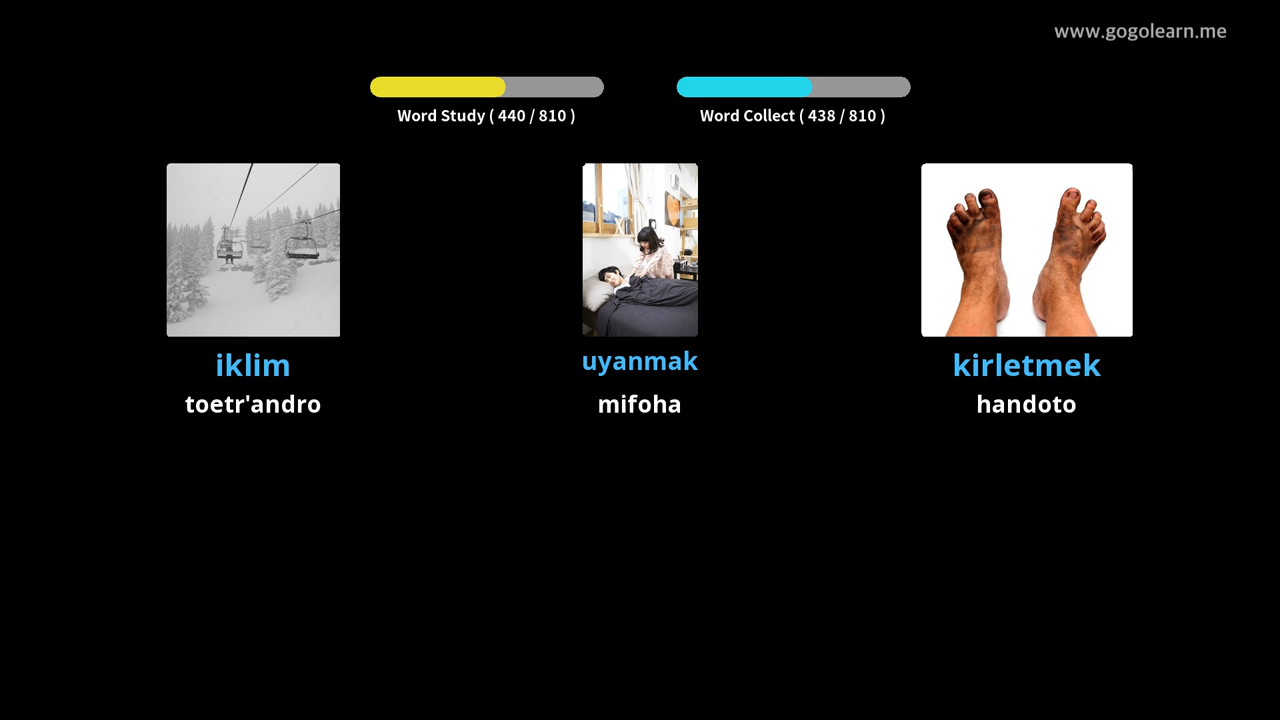 www.gogolearn.me
Word Study ( 440 / 810 )
Word Collect ( 438 / 810 )
iklim
toetr'andro
uyanmak
mifoha
kirletmek
handoto